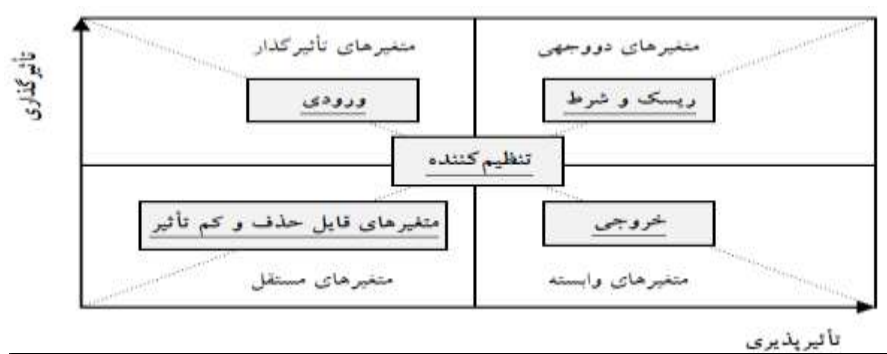 تأثیرگذاری
متغیرهای دووجهی
متغیرهای تأثیرگذار
ریسک و شرط
ورودی
تنظیم‌کننده
خروجی
متغیرهای قابل حذف و کم تأثیر
متغیرهای وابسته
متغیرهای مستقل
تأثیرپذیری